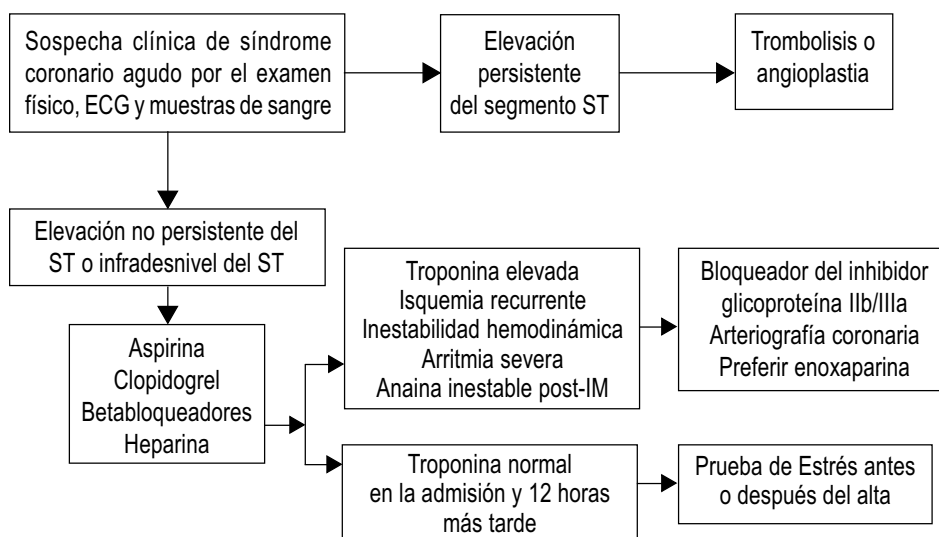 Sospecha clínica de síndrome
coronario agudo por el examen
físico, ECG y muestras de sangre
Elevación
persistente
del segmento ST
Trombolisis o
angioplastia
Elevación no persistente del
ST o infradesnivel del ST
Aspirina
Clopidogrel
Betabloqueadores
Heparina
Troponina elevada
Isquemia recurrente
Inestabilidad hemodinámica
Arritmia severa
Anaina inestable post-IM
Bloqueador del inhibidor
glicoproteína IIb/IIIa
Arteriografía coronaria
Preferir enoxaparina
Troponina normal
en la admisión y 12 horas
más tarde
Prueba de Estrés antes
o después del alta